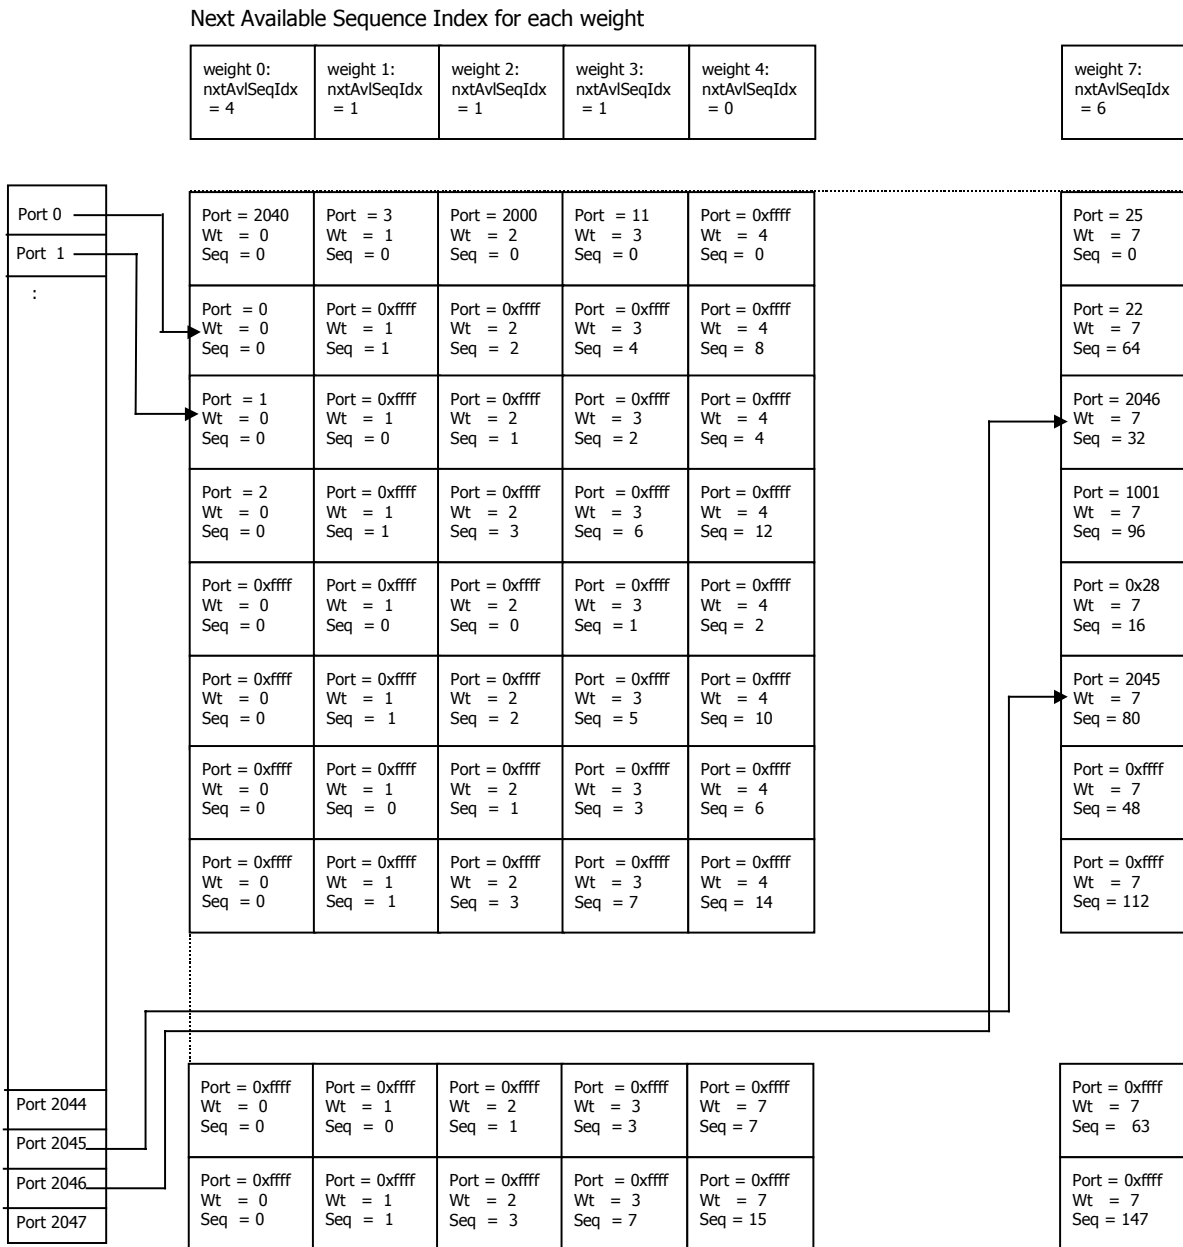 Next Available Sequence Index for each weight
weight 0:
nxtAvlSeqIdx
= 4
weight 1:
nxtAvlSeqIdx
= 1
weight 2:
nxtAvlSeqIdx
= 1
weight 3:
nxtAvlSeqIdx
= 1
weight 4:
nxtAvlSeqIdx
= 0
weight 7:
nxtAvlSeqIdx
= 6
Port 0
Port 1
:
Port 2044
Port 2045
Port 2046
Port 2047
Port = 2040
Wt = 0
Seq = 0
Port = 3
Wt = 1
Seq = 0
Port = 2000
Wt = 2
Seq = 0
Port = 11
Wt = 3
Seq = 0
Port = 0xffff
Wt = 4
Seq = 0
Port = 25
Wt = 7
Seq = 0
Port = 0
Wt = 0
Seq = 0
Port = 0xffff
Wt = 1
Seq = 1
Port = 0xffff
Wt = 2
Seq = 2
Port = 0xffff
Wt = 3
Seq = 4
Port = 0xffff
Wt = 4
Seq = 8
Port = 22
Wt = 7
Seq = 64
Port = 1
Wt = 0
Seq = 0
Port = 0xffff
Wt = 1
Seq = 0
Port = 0xffff
Wt = 2
Seq = 1
Port = 0xffff
Wt = 3
Seq = 2
Port = 0xffff
Wt = 4
Seq = 4
Port = 2046
Wt = 7
Seq = 32
Port = 2
Wt = 0
Seq = 0
Port = 0xffff
Wt = 1
Seq = 1
Port = 0xffff
Wt = 2
Seq = 3
Port = 0xffff
Wt = 3
Seq = 6
Port = 0xffff
Wt = 4
Seq = 12
Port = 1001
Wt = 7
Seq = 96
Port = 0xffff
Wt = 0
Seq = 0
Port = 0xffff
Wt = 1
Seq = 0
Port = 0xffff
Wt = 2
Seq = 0
Port = 0xffff
Wt = 3
Seq = 1
Port = 0xffff
Wt = 4
Seq = 2
Port = 0x28
Wt = 7
Seq = 16
Port = 0xffff
Wt = 0
Seq = 0
Port = 0xffff
Wt = 1
Seq = 1
Port = 0xffff
Wt = 2
Seq = 2
Port = 0xffff
Wt = 3
Seq = 5
Port = 0xffff
Wt = 4
Seq = 10
Port = 2045
Wt = 7
Seq = 80
Port = 0xffff
Wt = 0
Seq = 0
Port = 0xffff
Wt = 1
Seq = 0
Port = 0xffff
Wt = 2
Seq = 1
Port = 0xffff
Wt = 3
Seq = 3
Port = 0xffff
Wt = 4
Seq = 6
Port = 0xffff
Wt = 7
Seq = 48
Port = 0xffff
Wt = 0
Seq = 0
Port = 0xffff
Wt = 1
Seq = 1
Port = 0xffff
Wt = 2
Seq = 3
Port = 0xffff
Wt = 3
Seq = 7
Port = 0xffff
Wt = 4
Seq = 14
Port = 0xffff
Wt = 7
Seq = 112
Port = 0xffff
Wt = 0
Seq = 0
Port = 0xffff
Wt = 1
Seq = 0
Port = 0xffff
Wt = 2
Seq = 1
Port = 0xffff
Wt = 3
Seq = 3
Port = 0xffff
Wt = 7
Seq = 7
Port = 0xffff
Wt = 7
Seq = 63
Port = 0xffff
Wt = 0
Seq = 0
Port = 0xffff
Wt = 1
Seq = 1
Port = 0xffff
Wt = 2
Seq = 3
Port = 0xffff
Wt = 3
Seq = 7
Port = 0xffff
Wt = 7
Seq = 15
Port = 0xffff
Wt = 7
Seq = 147